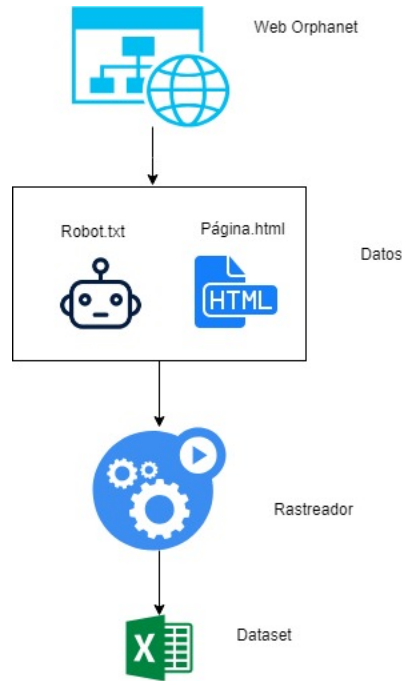 Web Orphanet
Robot.txt
Página.html
Datos
HTML
Rastreador
Dataset
X